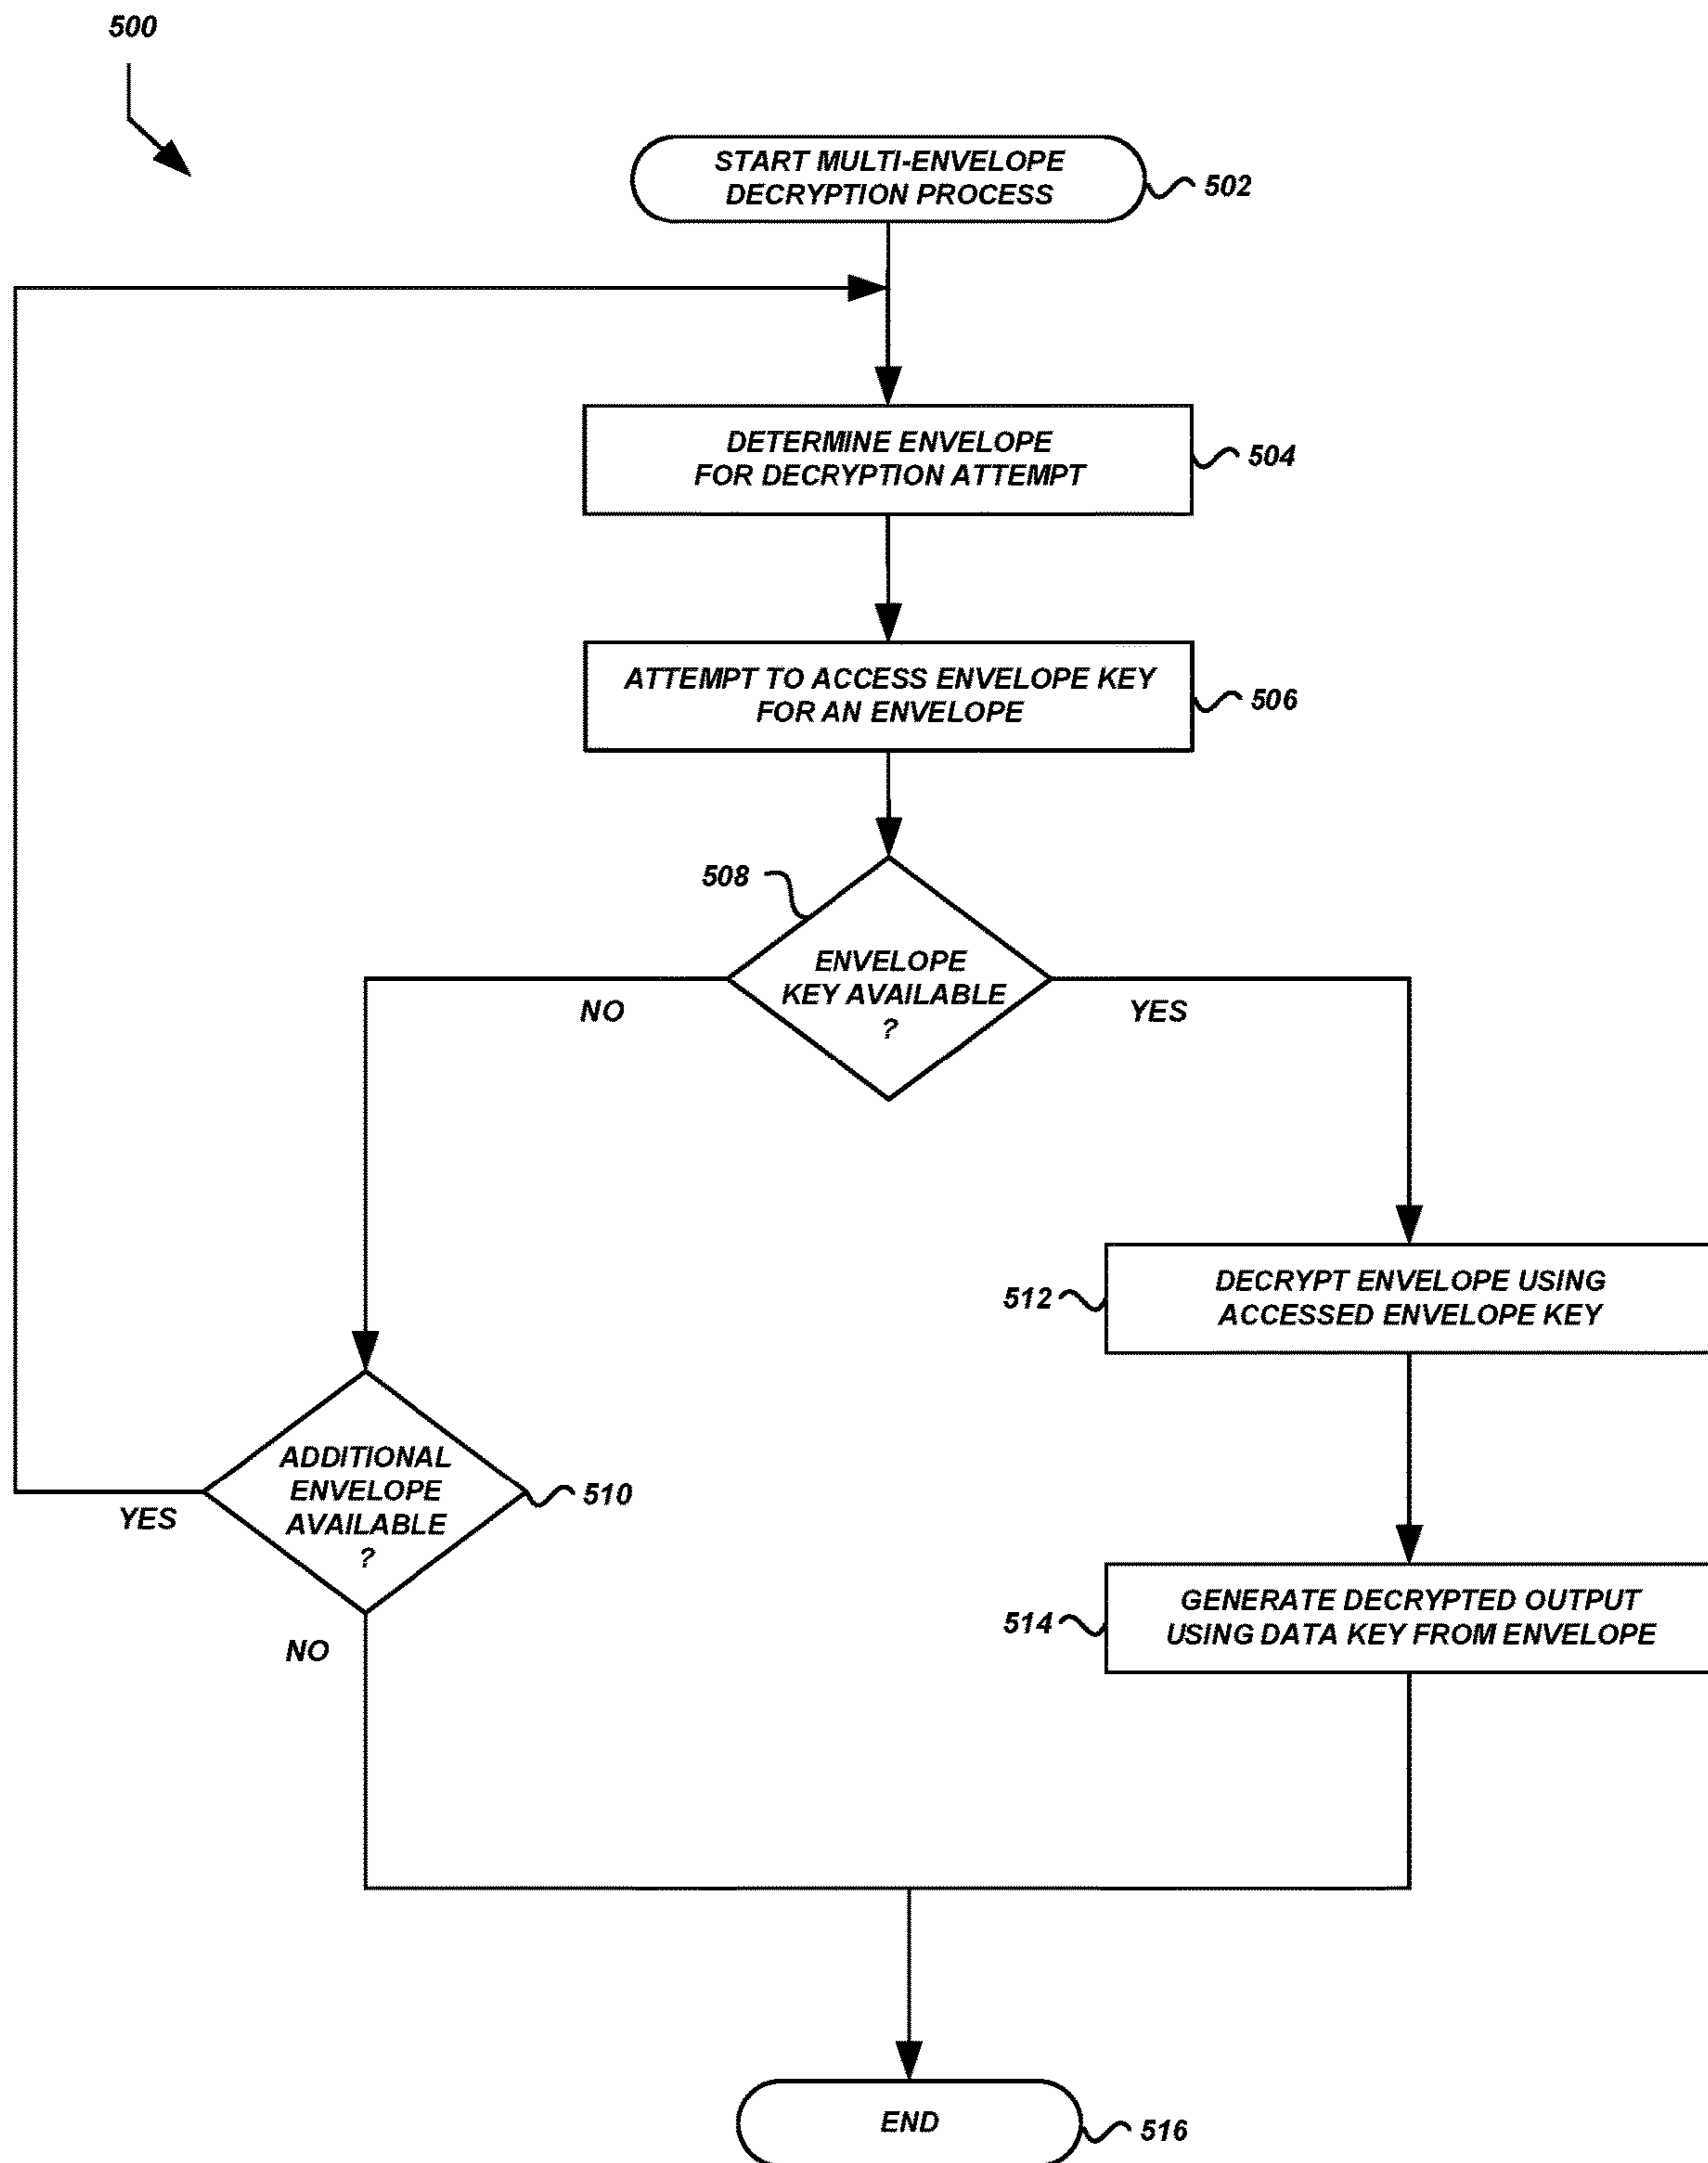 500
START MULTI-ENVELOPE
DECRYPTION PROCESS
502
DETERMINE ENVELOPE
FOR DECRYPTION ATTEMPT
504
ATTEMPT TO ACCESS ENVELOPE KEY
FOR AN ENVELOPE
506
508
ENVELOPE
KEY AVAILABLE
?
NO
YES
DECRYPT ENVELOPE USING
ACCESSED ENVELOPE KEY
512
ADDITIONAL
ENVELOPE
AVAILABLE
?
510
YES
NO
GENERATE DECRYPTED OUTPUT
USING DATA KEY FROM ENVELOPE
514
END
516